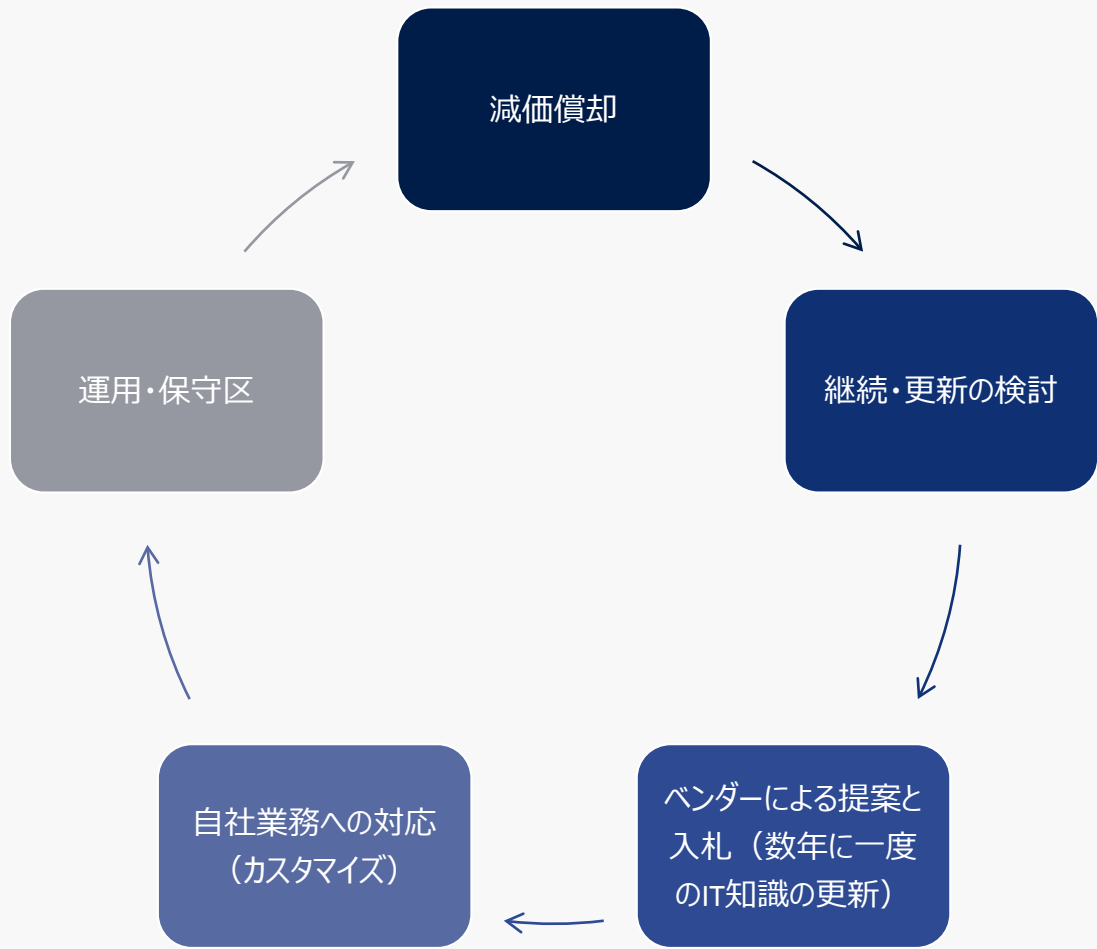 減価償却
継続・更新の検討
ベンダーによる提案と
入札（数年に一度
のIT知識の更新）
自社業務への対応
（カスタマイズ）
運用・保守区